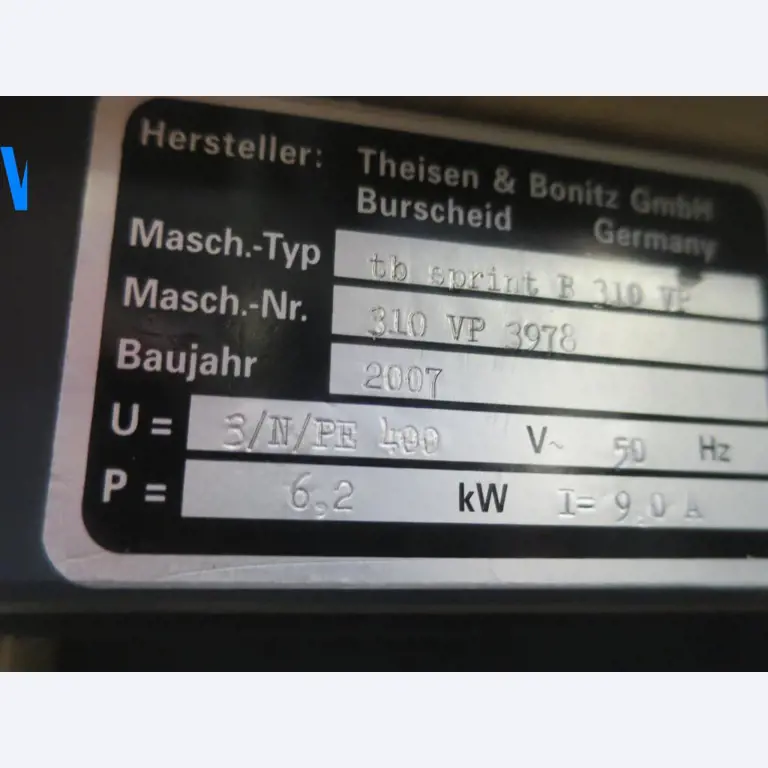 Hersteller: Theisen & Bonitz GmbH
Burscheid Germany
Masch.-Typ tb sprint B 310 VP
Masch.-Nr. 310 VP 3978
Baujahr 2007
U = 3/N/PE 400 V~ 50 Hz
P = 6,2 kW I= 9,0 A